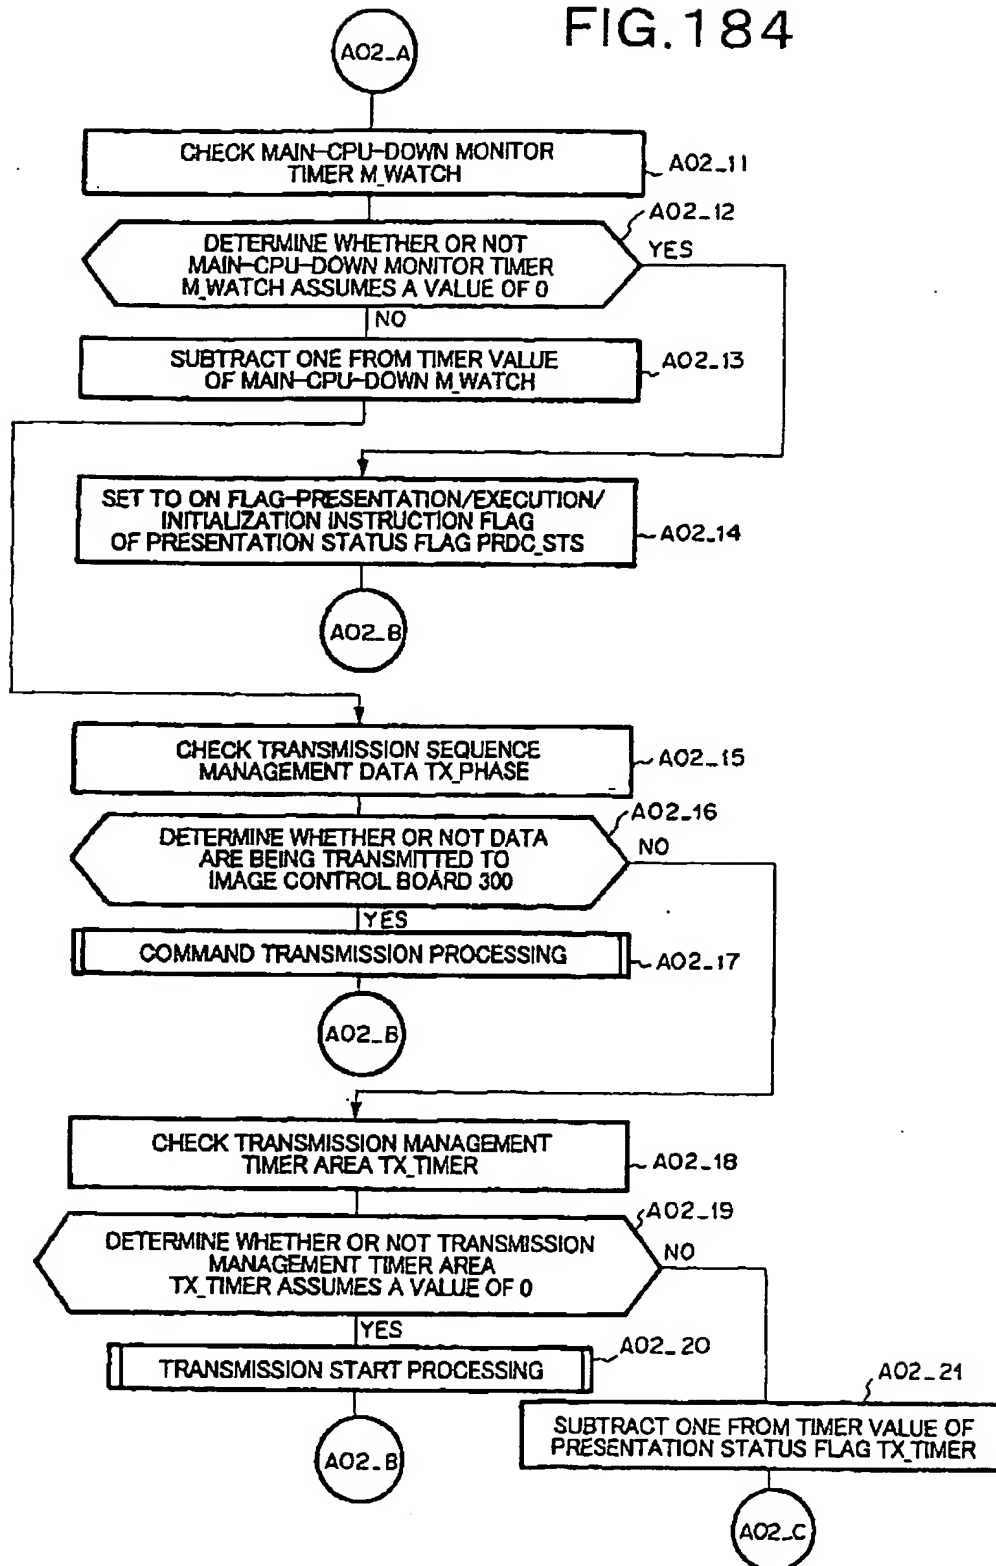 FIG.184
A02_A
CHECK MAIN-CPU-DOWN MONITOR
TIMER M_WATCH
A02_11
A02_12
DETERMINE WHETHER OR NOT
MAIN-CPU-DOWN MONITOR TIMER
M_WATCH ASSUMES A VALUE OF 0
YES
NO
SUBTRACT ONE FROM TIMER VALUE
OF MAIN-CPU-DOWN M_WATCH
A02_13
SET TO ON FLAG-PRESENTATION/EXECUTION/
INITIALIZATION INSTRUCTION FLAG
OF PRESENTATION STATUS FLAG PRDC_STS
A02_14
A02_B
CHECK TRANSMISSION SEQUENCE
MANAGEMENT DATA TX_PHASE
A02_15
A02_16
DETERMINE WHETHER OR NOT DATA
ARE BEING TRANSMITTED TO
IMAGE CONTROL BOARD 300
NO
YES
COMMAND TRANSMISSION PROCESSING
A02_17
A02_B
CHECK TRANSMISSION MANAGEMENT
TIMER AREA TX_TIMER
A02_18
A02_19
DETERMINE WHETHER OR NOT TRANSMISSION
MANAGEMENT TIMER AREA
TX_TIMER ASSUMES A VALUE OF 0
NO
YES
TRANSMISSION START PROCESSING
A02_20
A02_B
A02_21
SUBTRACT ONE FROM TIMER VALUE OF
PRESENTATION STATUS FLAG TX_TIMER
A02_C